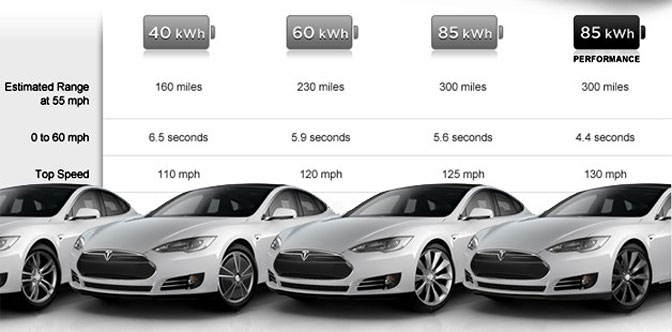 40 kWh 60 kWh 85 kWh 85 kWh
PERFORMANCE
Estimated Range 160 miles 230 miles 300 miles 300 miles
at 55 mph
0 to 60 mph 6.5 seconds 5.9 seconds 5.6 seconds 4.4 seconds
Top Speed 110 mph 120 mph 125 mph 130 mph